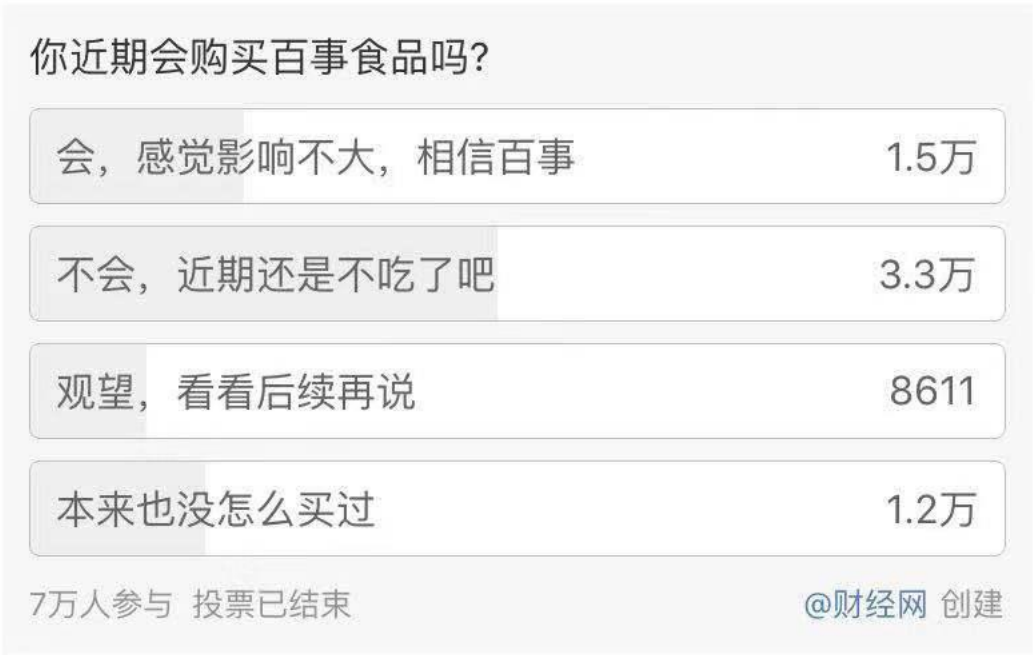 你近期会购买百事食品吗?
会，感觉影响不大，相信百事 1.5万
不会，近期还是不吃了吧 3.3万
观望，看看后续再说 8611
本来也没怎么买过 1.2万
7万人参与 投票已结束 @财经网 创建